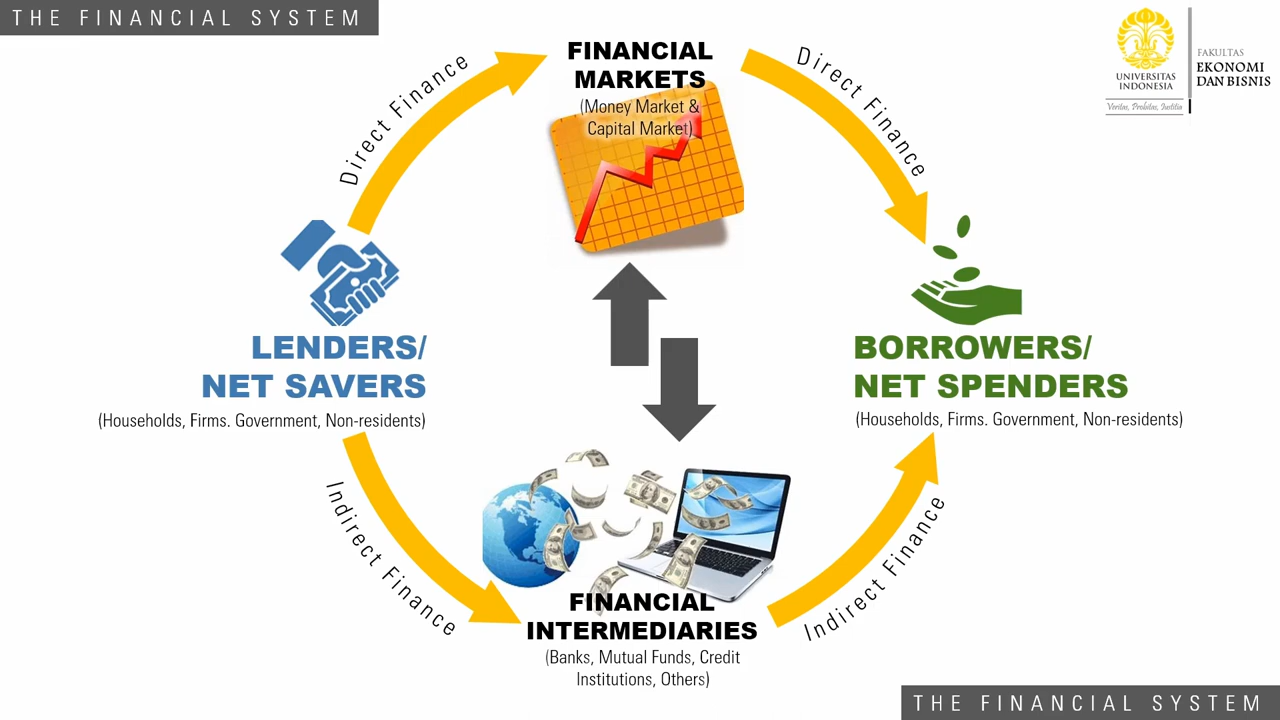 THE FINANCIAL SYSTEM
UNIVERSITAS
INDONESIA
Veritas, Probitas, Iustitia
FAKULTAS
EKONOMI
DAN BISNIS
Direct Finance
FINANCIAL
MARKETS
(Money Market &
Capital Market)
Direct Finance
LENDERS/
NET SAVERS
(Households, Firms. Government, Non-residents)
BORROWERS/
NET SPENDERS
(Households, Firms. Government, Non-residents)
Indirect Finance
FINANCIAL
INTERMEDIARIES
(Banks, Mutual Funds, Credit
Institutions, Others)
Indirect Finance
THE FINANCIAL SYSTEM